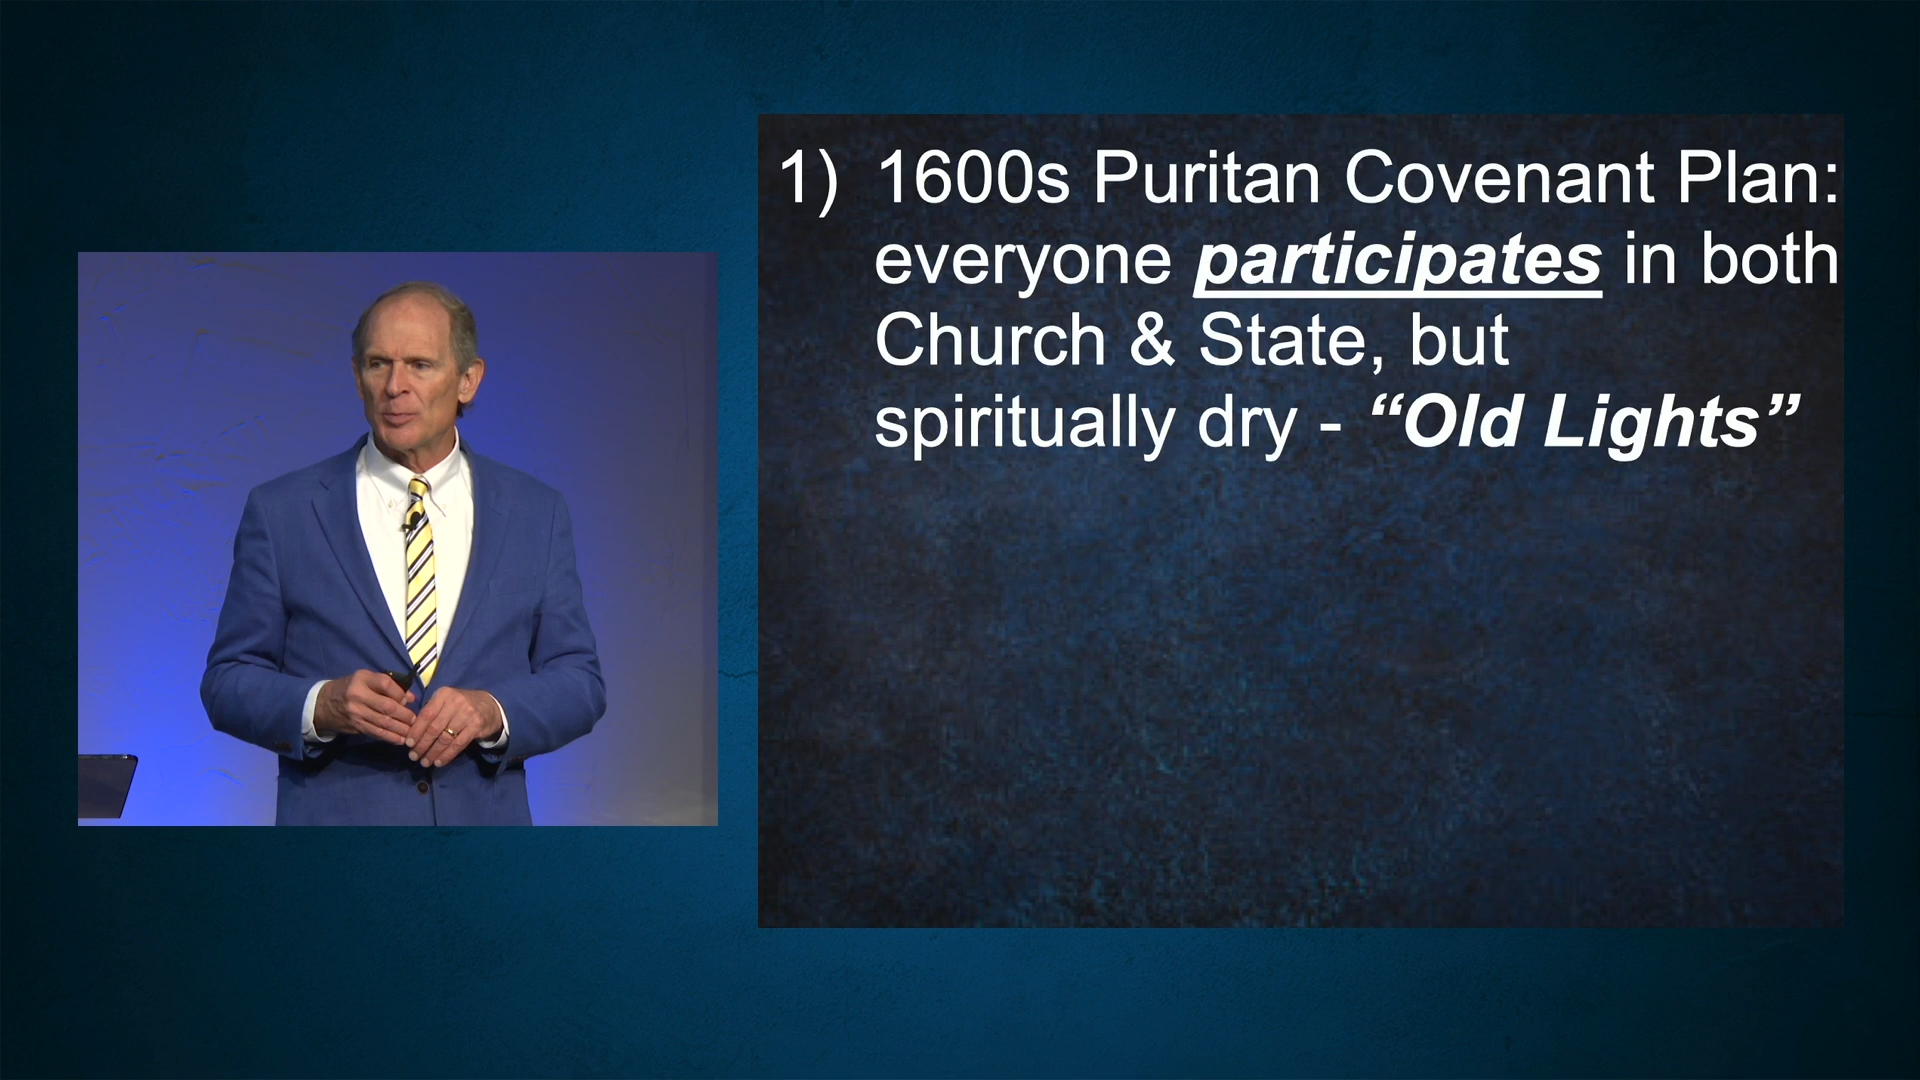 1) 1600s Puritan Covenant Plan:
everyone participates in both
Church & State, but
spiritually dry - “Old Lights”